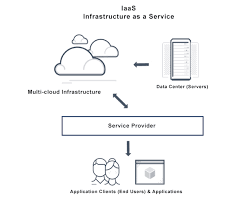 IaaS
Infrastructure as a Service
Multi-cloud Infrastructure
Data Center (Servers)
Service Provider
Application Clients (End Users) & Applications